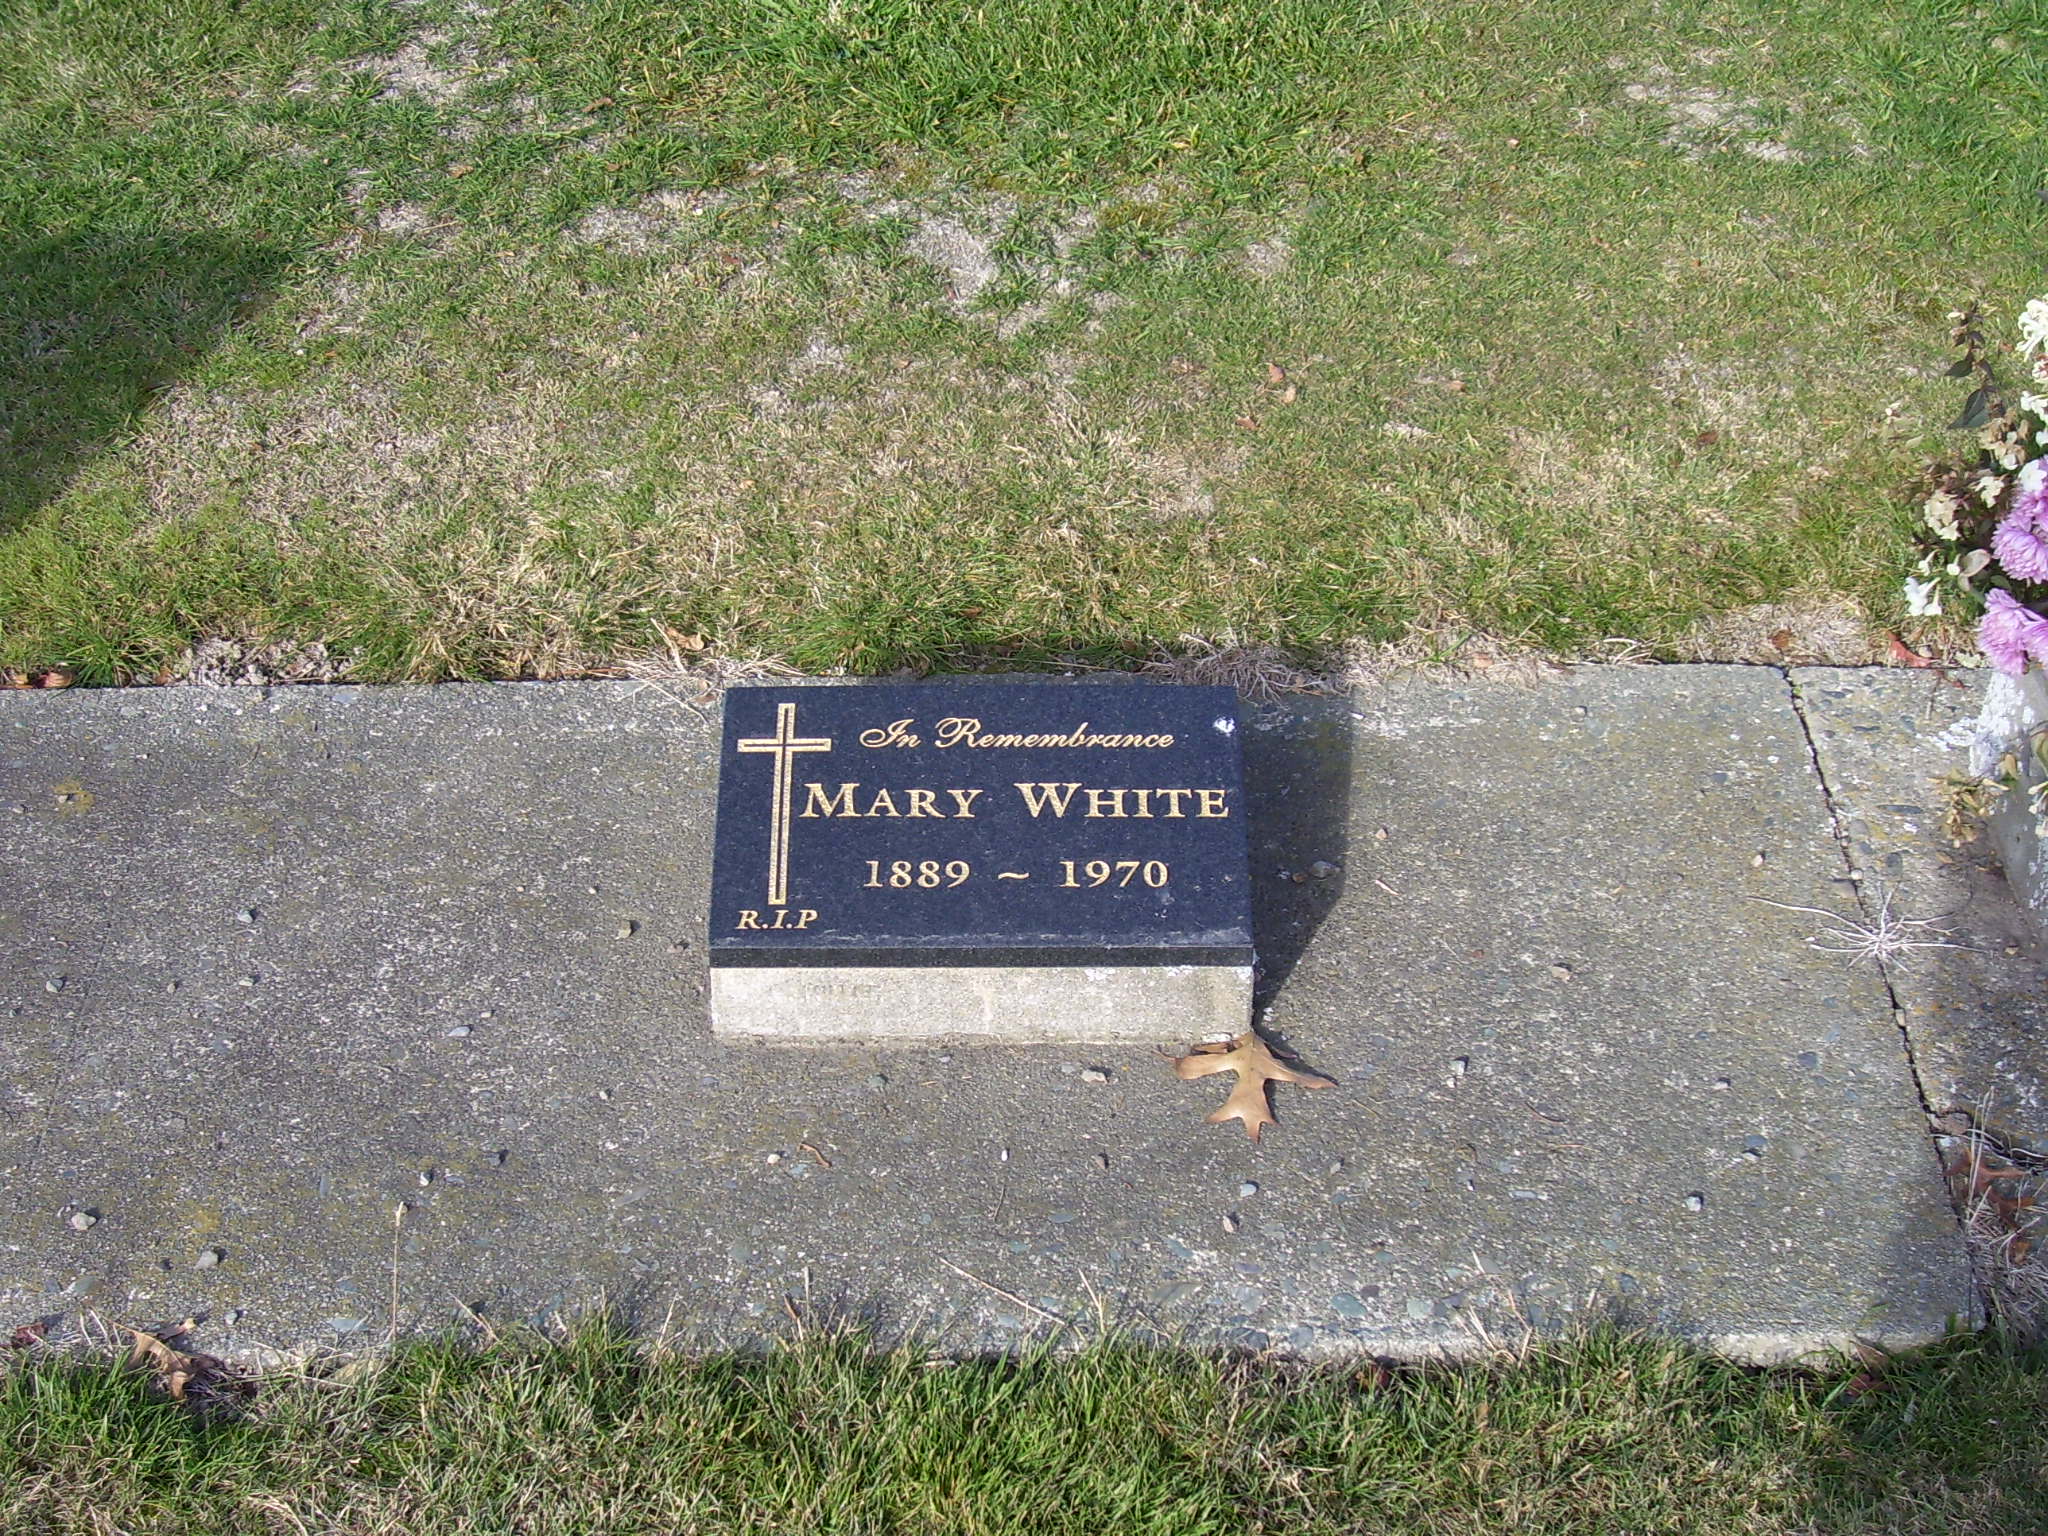 In Remembrance
MARY WHITE
1889 ~ 1970
R.I.P